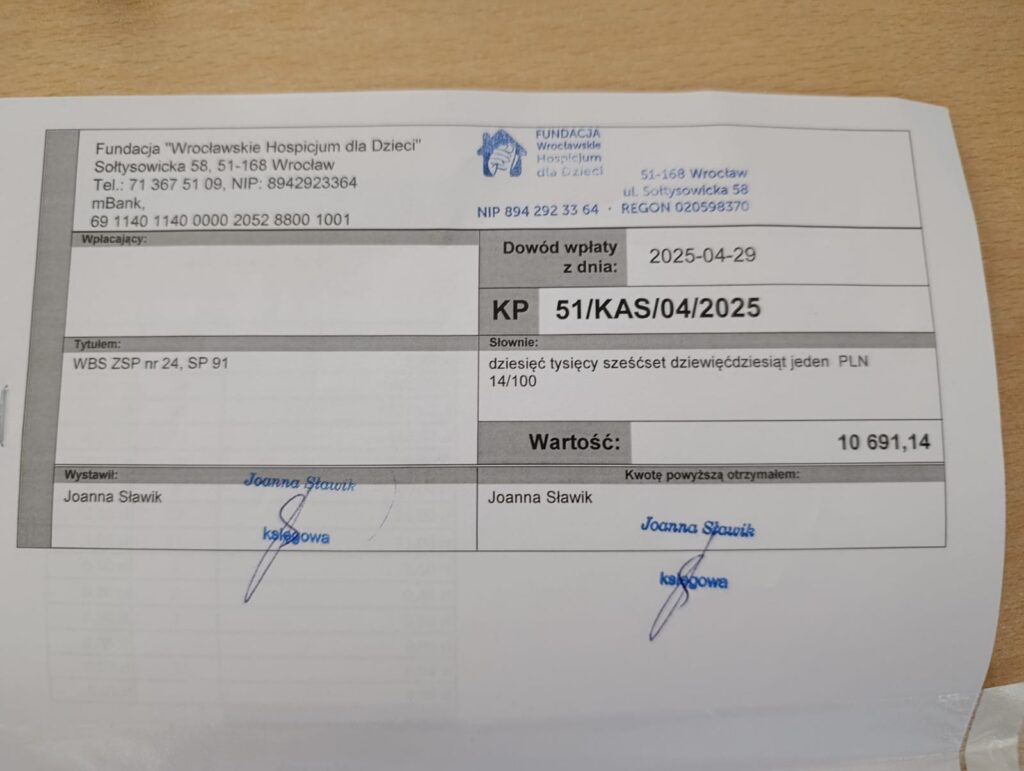 Fundacja "Wrocławskie Hospicjum dla Dzieci"
Sołtysowicka 58, 51-168 Wrocław
Tel.: 71 367 51 09, NIP: 8942923364
mBank,
69 1140 1140 0000 2052 8800 1001
FUNDACJA
Wrocławskie
Hospicjum
dla Dzieci
51-168 Wrocław
ul. Sołtysowicka 58
NIP 894 292 33 64 · REGON 020598370
Wpłacający:
Dowód wpłaty
z dnia:
2025-04-29
KP 51/KAS/04/2025
Tytułem:
WBS ZSP nr 24, SP 91
Słownie:
dziesięć tysięcy sześćset dziewięćdziesiąt jeden PLN
14/100
Wartość: 10 691,14
Wystawił:
Joanna Sławik
Joanna Sławik
księgowa
Kwotę powyższą otrzymałem:
Joanna Sławik
Joanna Sławik
księgowa